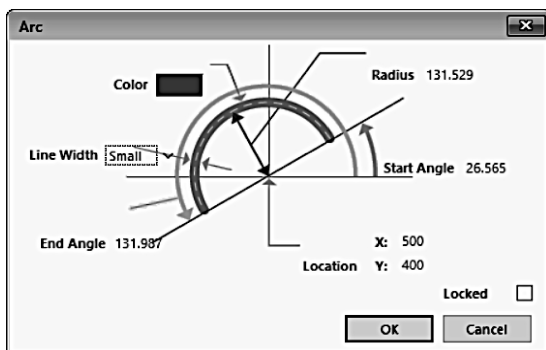 Arc
Color
Radius 131.529
Line Width Small
Start Angle 26.565
End Angle 131.987
X: 500
Location Y: 400
Locked
OK Cancel